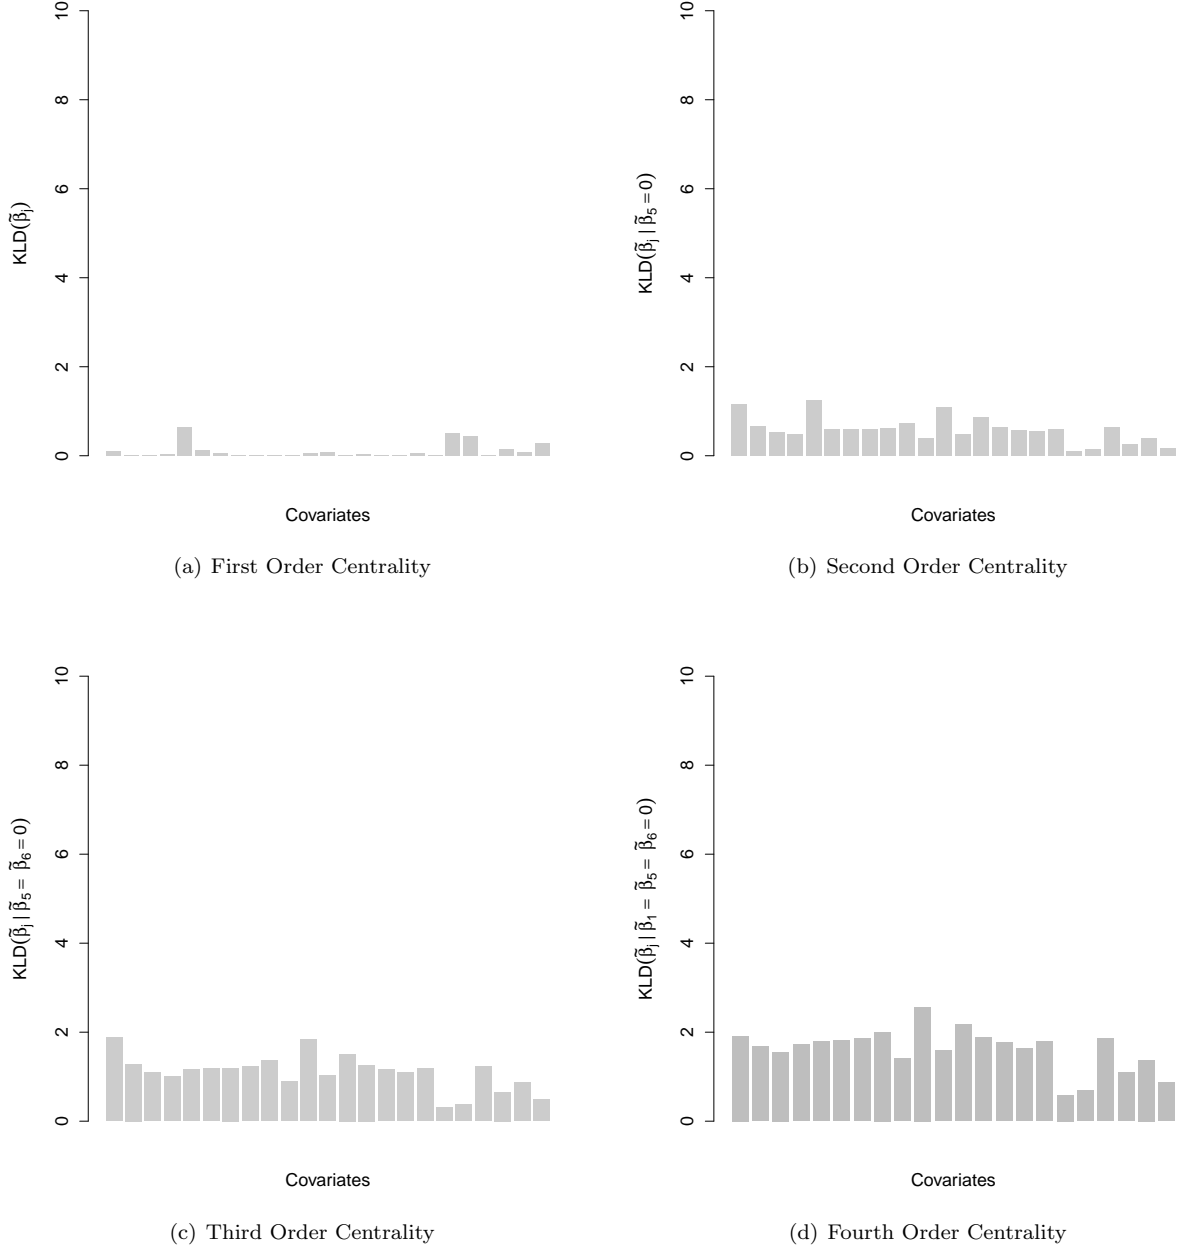 10
8
6
4
2
0
KLD(β̃j)
Covariates
(a) First Order Centrality
10
8
6
4
2
0
KLD(β̃j | β̃5 = 0)
Covariates
(b) Second Order Centrality
10
8
6
4
2
0
KLD(β̃j | β̃5 = β̃6 = 0)
Covariates
(c) Third Order Centrality
10
8
6
4
2
0
KLD(β̃j | β̃1 = β̃5 = β̃6 = 0)
Covariates
(d) Fourth Order Centrality